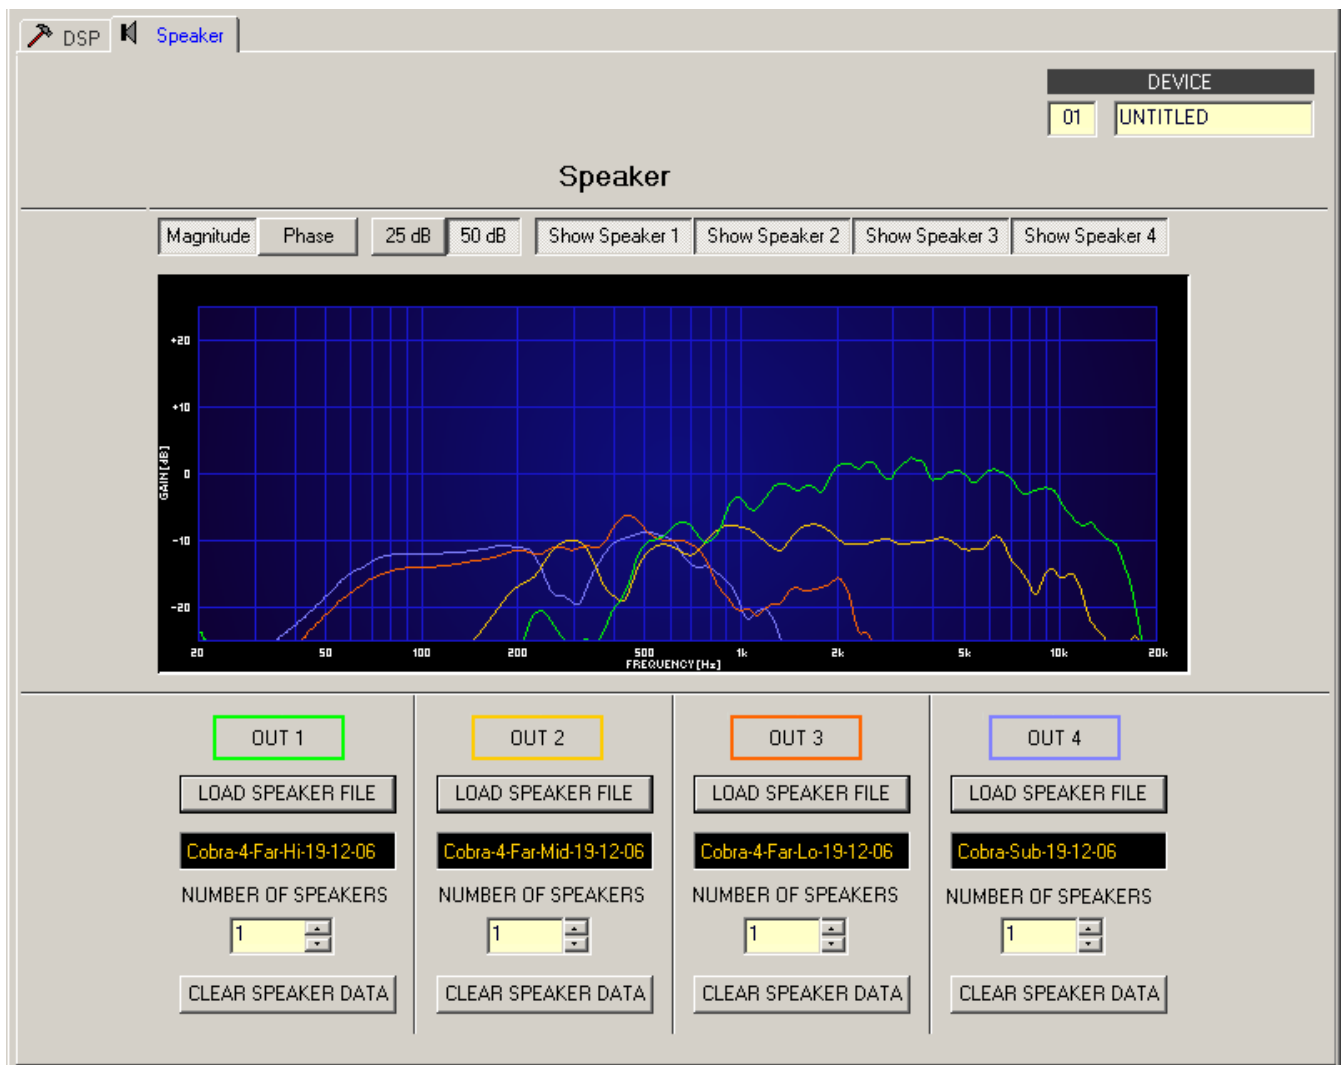 DSP Speaker
DEVICE
01 UNTITLED
Speaker
Magnitude Phase 25 dB 50 dB Show Speaker 1 Show Speaker 2 Show Speaker 3 Show Speaker 4
+20
+10
0
-10
-20
GAIN[dB]
20 50 100 200 500 1k 2k 5k 10k 20k
FREQUENCY[Hz]
OUT 1 OUT 2 OUT 3 OUT 4
LOAD SPEAKER FILE LOAD SPEAKER FILE LOAD SPEAKER FILE LOAD SPEAKER FILE
Cobra-4-Far-Hi-19-12-06 Cobra-4-Far-Mid-19-12-06 Cobra-4-Far-Lo-19-12-06 Cobra-Sub-19-12-06
NUMBER OF SPEAKERS NUMBER OF SPEAKERS NUMBER OF SPEAKERS NUMBER OF SPEAKERS
1 1 1 1
CLEAR SPEAKER DATA CLEAR SPEAKER DATA CLEAR SPEAKER DATA CLEAR SPEAKER DATA